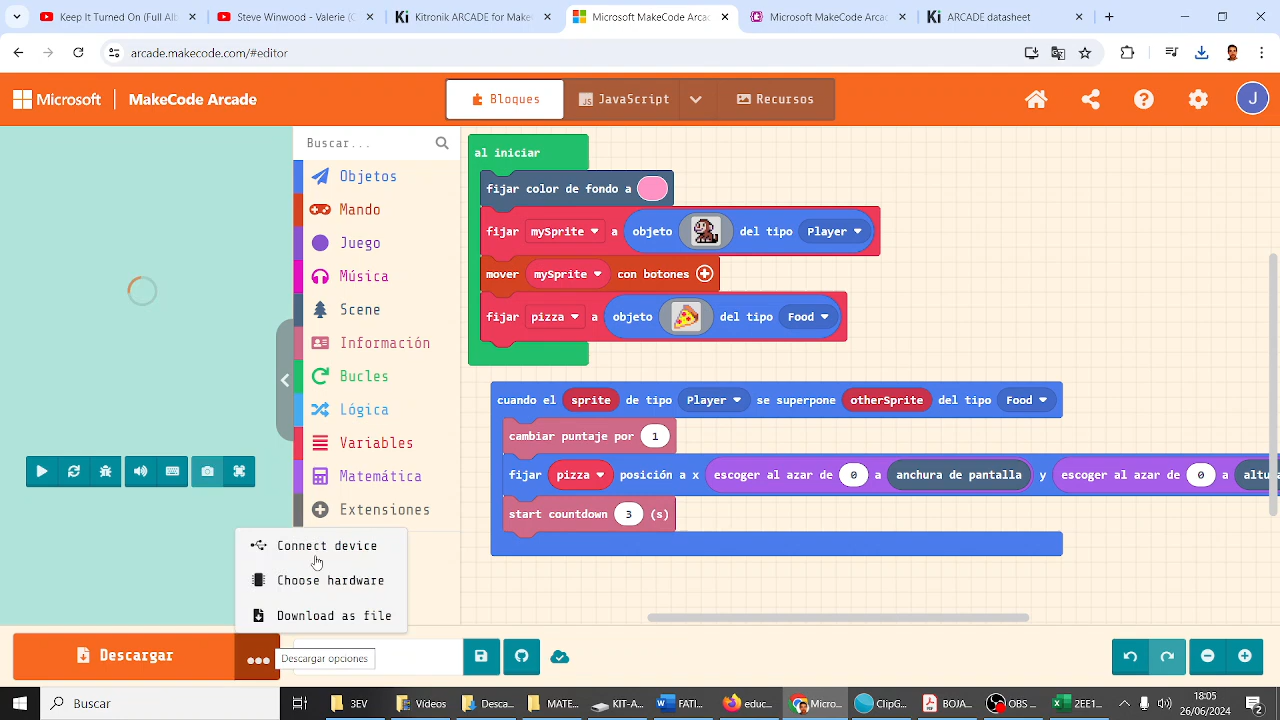 Keep It Turned On Full Alb
Steve Winwood - Valerie (C
Kitronik ARCADE for Make
Microsoft MakeCode Arcad
Microsoft MakeCode Arcad
ARCADE datasheet
arcade.makecode.com/#editor
Microsoft
MakeCode Arcade
Bloques
JavaScript
Recursos
J
Buscar...
Objetos
Mando
Juego
Música
Scene
Información
Bucles
Lógica
Variables
Matemática
Extensiones
al iniciar
fijar color de fondo a
fijar mySprite a objeto del tipo Player
mover mySprite con botones
fijar pizza a objeto del tipo Food
cuando el sprite de tipo Player se superpone otherSprite del tipo Food
cambiar puntaje por 1
fijar pizza posición a x escoger al azar de 0 a anchura de pantalla y escoger al azar de 0 a altu
start countdown 3 (s)
Connect device
Choose hardware
Download as file
Descargar
Descargar opciones
Buscar
Videos
Desca...
MATE...
KIT-A...
FATI...
educ...
Micro...
ClipG...
BOJA...
OBS ...
ZEE1...
18:05
26/06/2024
2